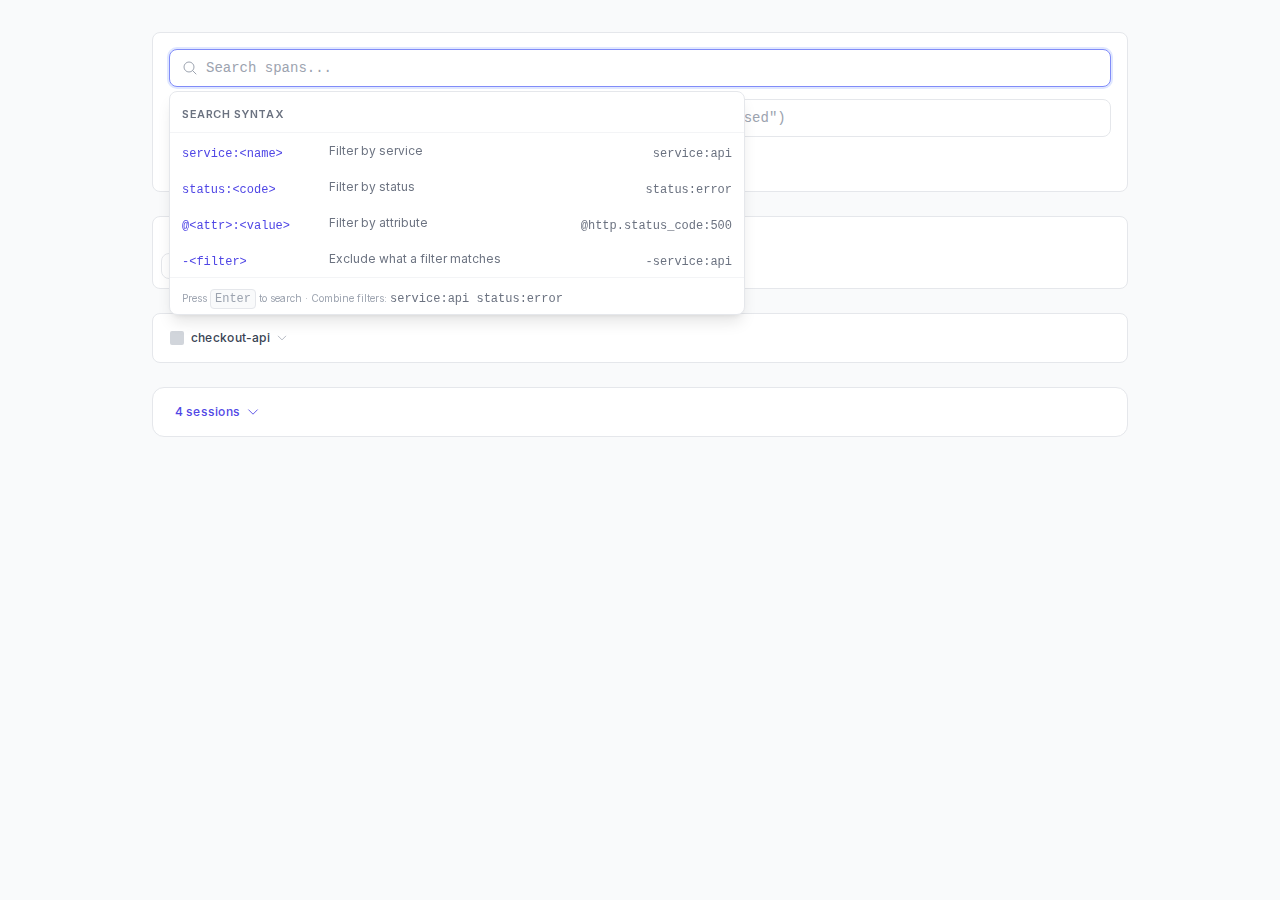 Search spans...
sed")
SEARCH SYNTAX
service:<name> Filter by service service:api
status:<code> Filter by status status:error
@<attr>:<value> Filter by attribute @http.status_code:500
-<filter> Exclude what a filter matches -service:api
Press Enter to search · Combine filters: service:api status:error
checkout-api
4 sessions